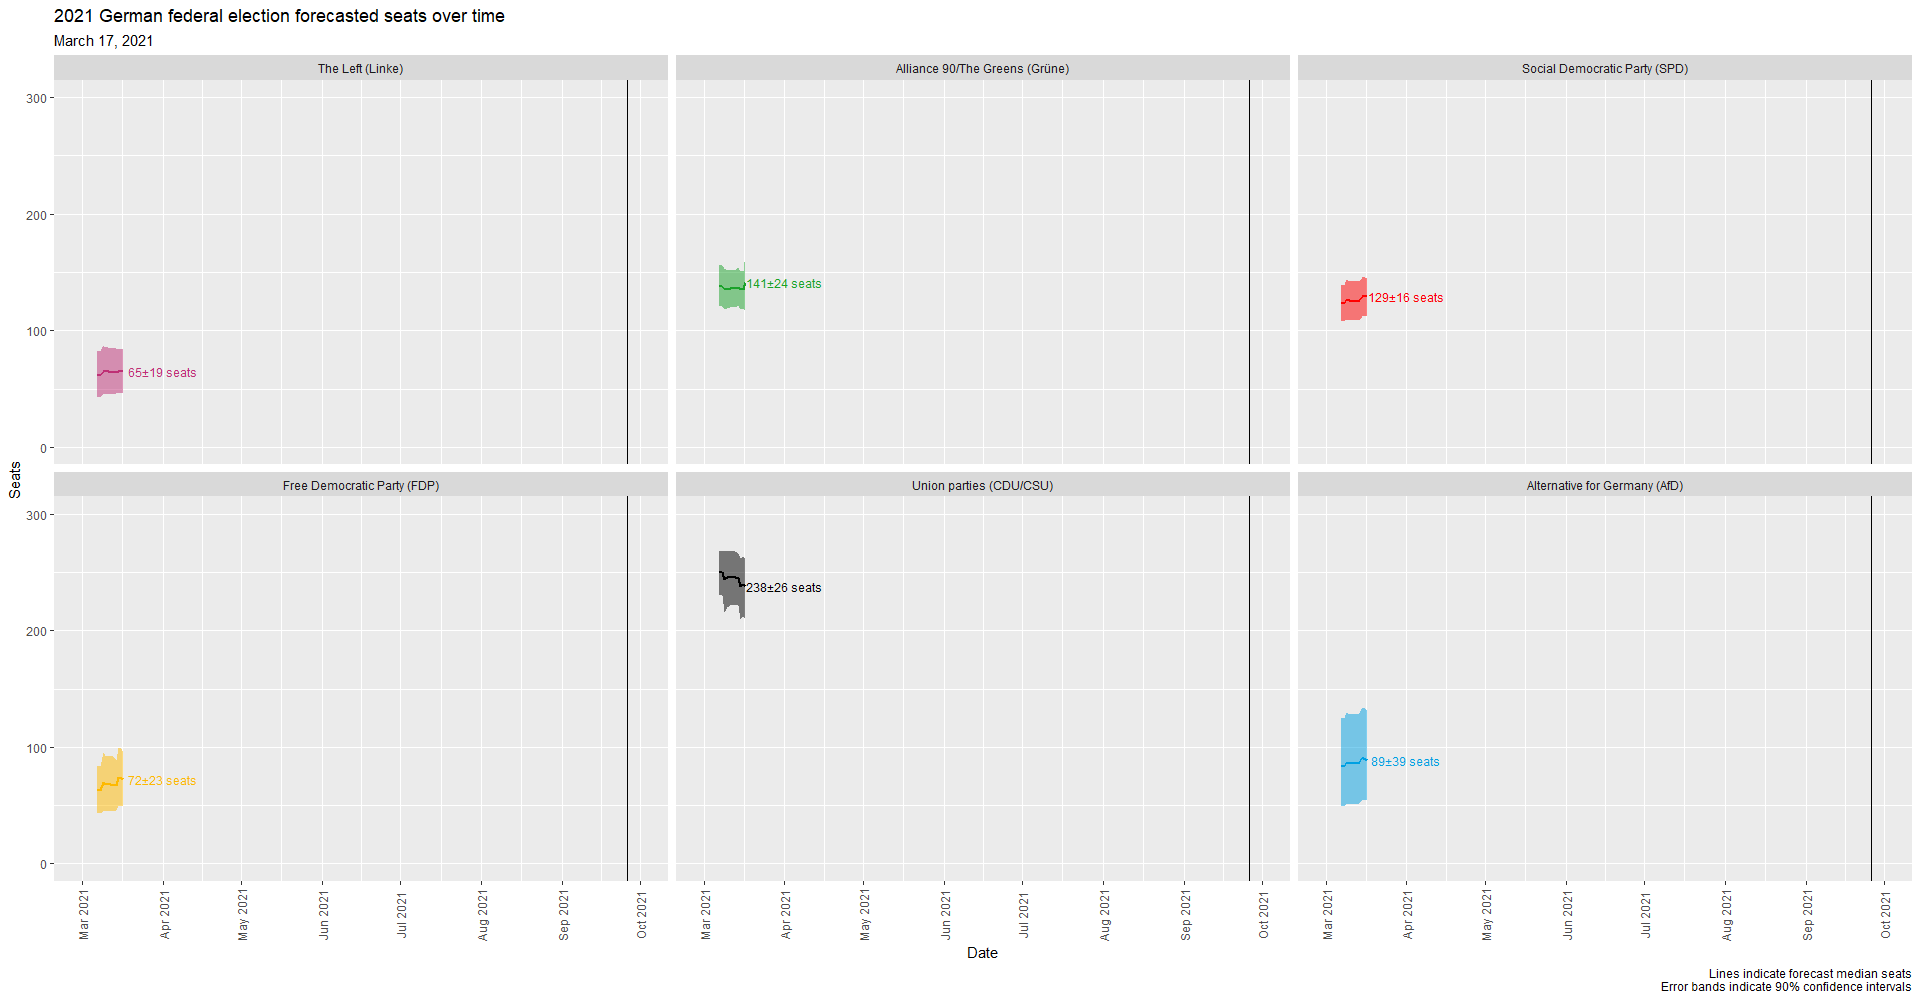 2021 German federal election forecasted seats over time
March 17, 2021
The Left (Linke)
Alliance 90/The Greens (Grüne)
Social Democratic Party (SPD)
300
200
100
0
65±19 seats
141±24 seats
129±16 seats
Seats
Free Democratic Party (FDP)
Union parties (CDU/CSU)
Alternative for Germany (AfD)
300
200
100
0
72±23 seats
238±26 seats
89±39 seats
Mar 2021
Apr 2021
May 2021
Jun 2021
Jul 2021
Aug 2021
Sep 2021
Oct 2021
Mar 2021
Apr 2021
May 2021
Jun 2021
Jul 2021
Aug 2021
Sep 2021
Oct 2021
Mar 2021
Apr 2021
May 2021
Jun 2021
Jul 2021
Aug 2021
Sep 2021
Oct 2021
Date
Lines indicate forecast median seats
Error bands indicate 90% confidence intervals